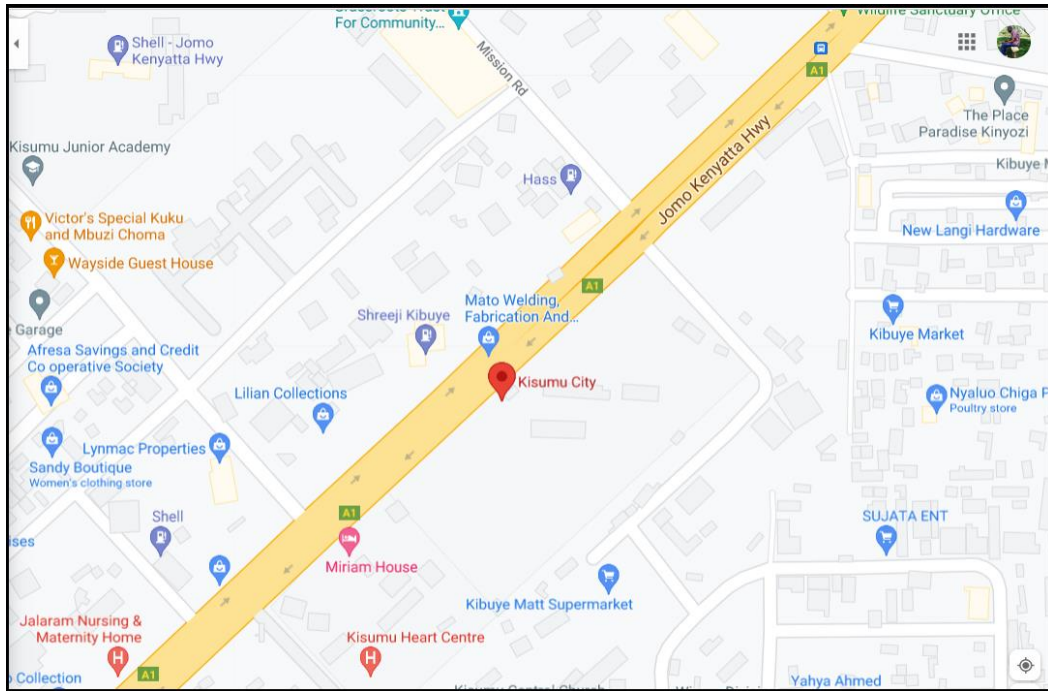 For Community...
Wildlife Sanctuary Office
Shell - Jomo
Kenyatta Hwy
Mission Rd
A1
The Place
Paradise Kinyozi
Kisumu Junior Academy
Hass
Jomo Kenyatta Hwy
Victor's Special Kuku
and Mbuzi Choma
New Langi Hardware
Wayside Guest House
A1
Mato Welding,
Fabrication And...
Shreeji Kibuye
Garage
Kibuye Market
Afresa Savings and Credit
Co operative Society
Kisumu City
Lilian Collections
Nyaluo Chiga P
Poultry store
Lynmac Properties
Sandy Boutique
Women's clothing store
A1
Shell
SUJATA ENT
Miriam House
Kibuye Matt Supermarket
Jalaram Nursing &
Maternity Home
Kisumu Heart Centre
A1
Collection
Yahya Ahmed